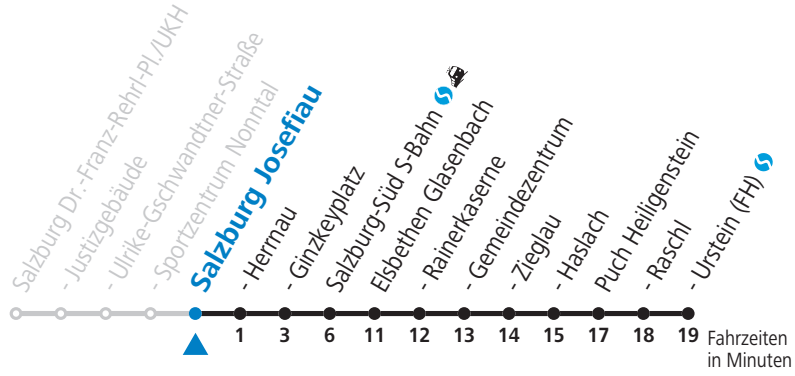 Salzburg Dr.-Franz-Rehrl-Pl./UKH
- Justizgebäude
- Ulrike-Gschwandtner-Straße
- Sportzentrum Nonntal
Salzburg Josefiau
- Herrnau
- Ginzkeyplatz
Salzburg-Süd S-Bahn
Elsbethen Glasenbach
- Rainerkaserne
- Gemeindezentrum
- Zieglau
- Haslach
Puch Heiligenstein
- Raschl
- Urstein (FH)
1 3 6 11 12 13 14 15 17 18 19 Fahrzeiten
in Minuten